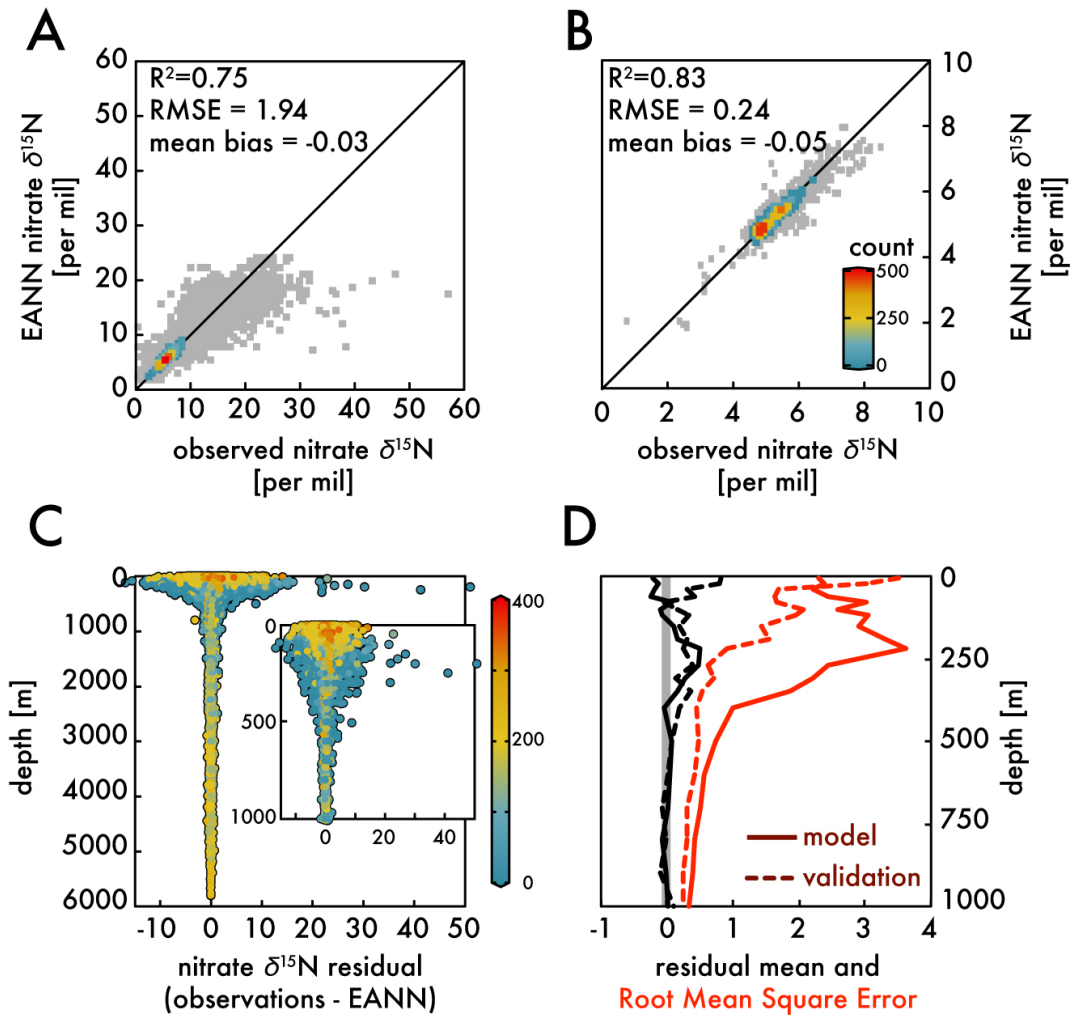 A
60
50
40
30
20
10
0
R²=0.75
RMSE = 1.94
mean bias = -0.03
EANN nitrate δ¹⁵N
[per mil]
0 10 20 30 40 50 60
observed nitrate δ¹⁵N
[per mil]
B
R²=0.83
RMSE = 0.24
mean bias = -0.05
10
8
6
4
2
0
EANN nitrate δ¹⁵N
[per mil]
count
500
250
0
0 2 4 6 8 10
observed nitrate δ¹⁵N
[per mil]
C
0
1000
2000
3000
4000
5000
6000
depth [m]
0
500
1000
0 20 40
400
200
0
-10 0 10 20 30 40 50
nitrate δ¹⁵N residual
(observations - EANN)
D
0
250
500
750
1000
depth [m]
model
validation
-1 0 1 2 3 4
residual mean and
Root Mean Square Error